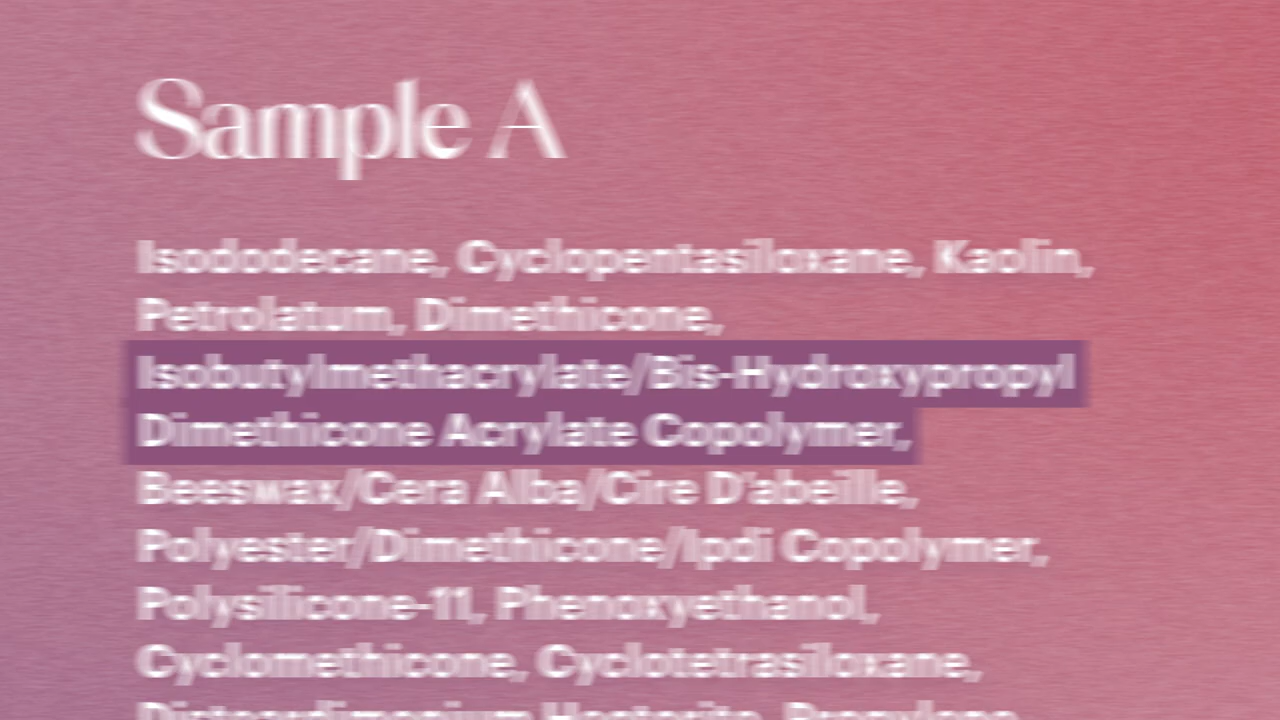 Sample A
Isododecane, Cyclopentasiloxane, Kaolin,
Petrolatum, Dimethicone,
Isobutylmethacrylate/Bis-Hydroxypropyl
Dimethicone Acrylate Copolymer,
Beeswax/Cera Alba/Cire D'abeille,
Polyester/Dimethicone/Ipdi Copolymer,
Polysilicone-11, Phenoxyethanol,
Cyclomethicone, Cyclotetrasiloxane,